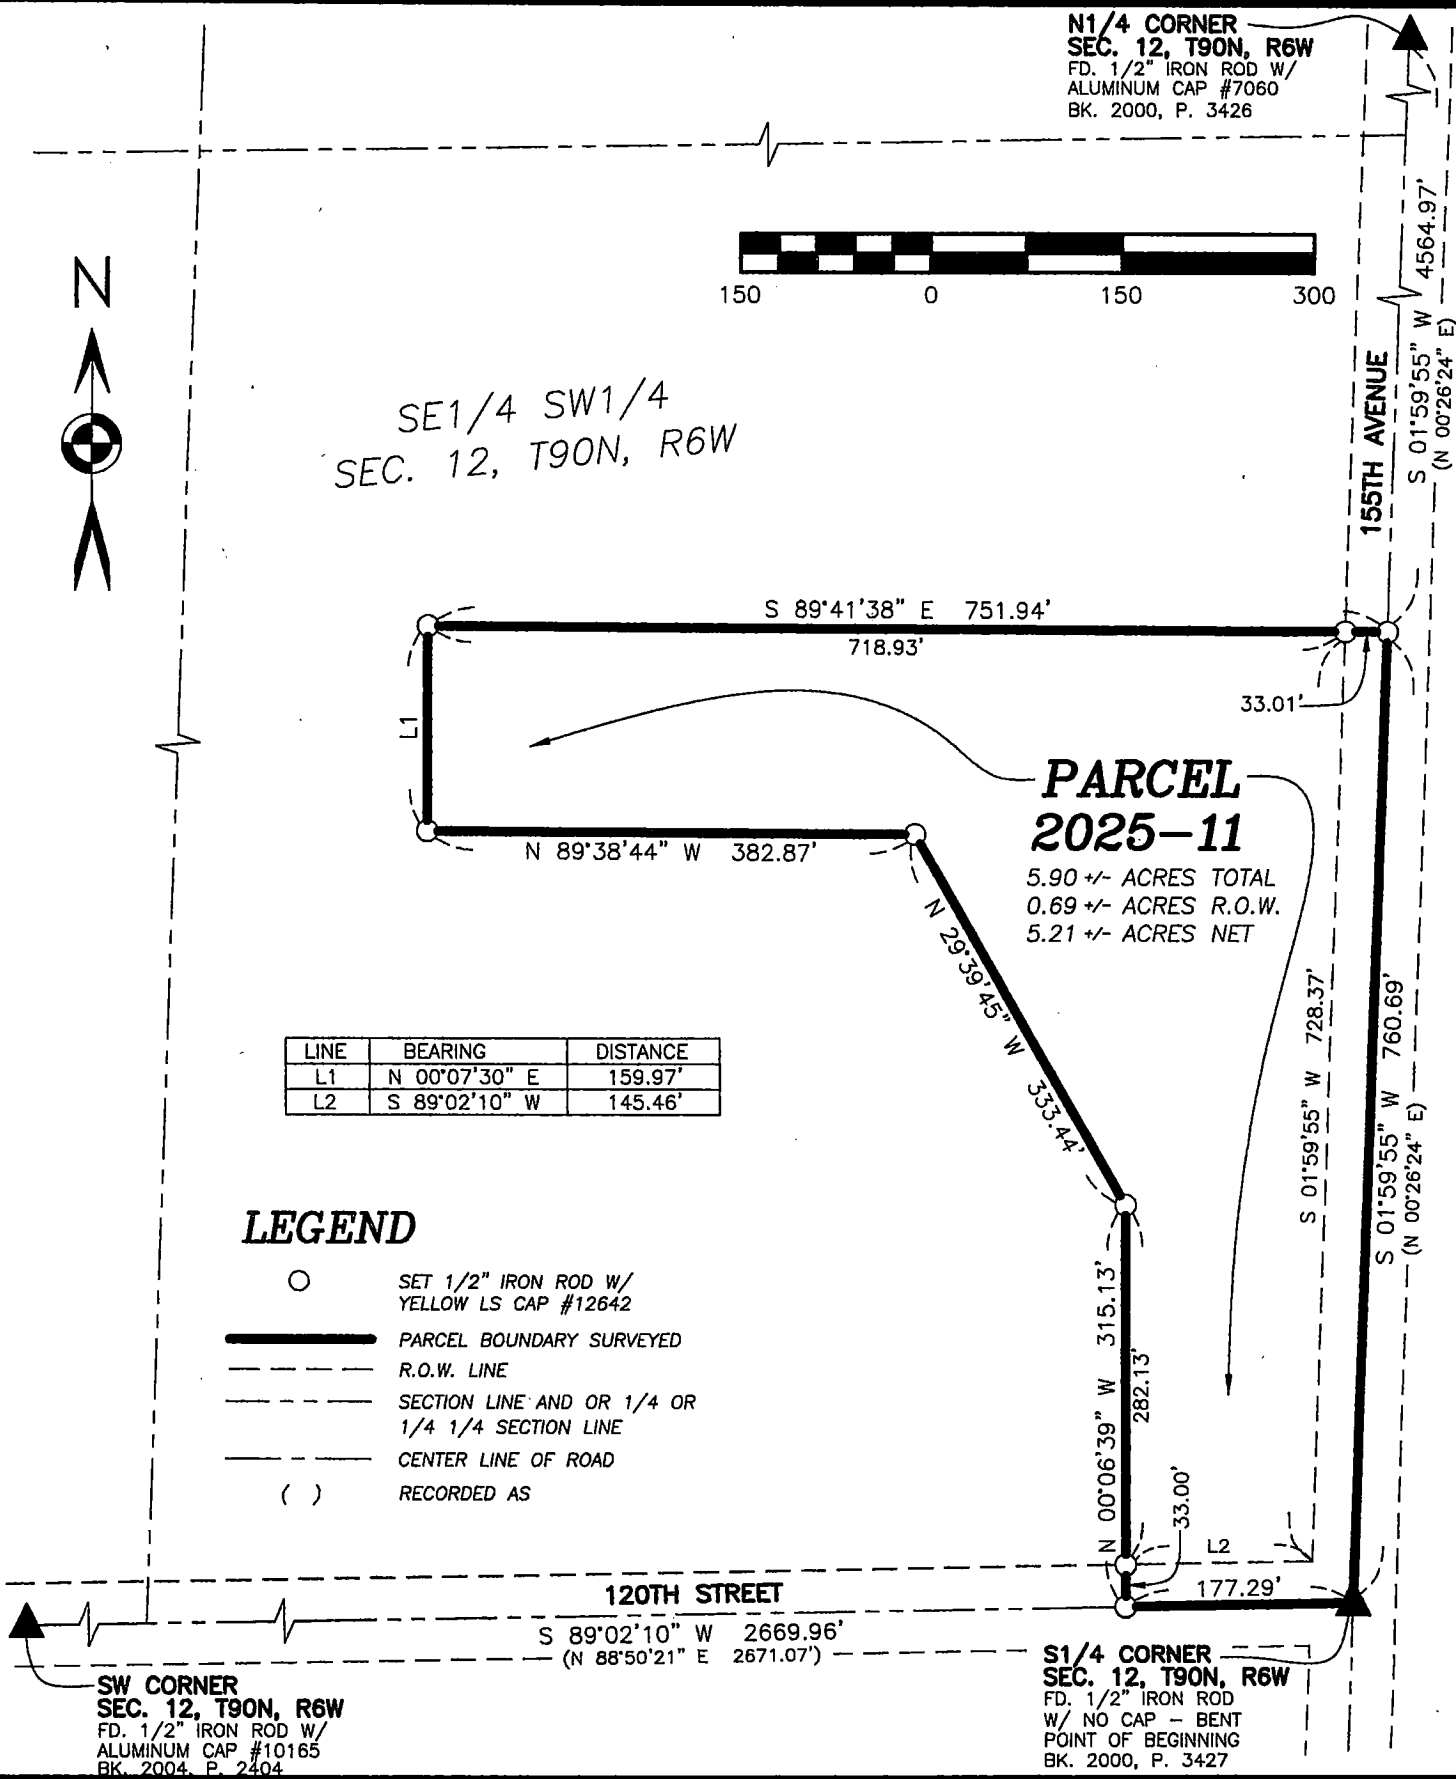 N1/4 CORNER
SEC. 12, T90N, R6W
FD. 1/2" IRON ROD W/
ALUMINUM CAP #7060
BK. 2000, P. 3426
S 01°59'55" W 4564.97'
(N 00°26'24" E)
155TH AVENUE
N
150 0 150 300
SE1/4 SW1/4
SEC. 12, T90N, R6W
S 89°41'38" E 751.94'
718.93'
33.01'
L1
N 89°38'44" W 382.87'
PARCEL
2025-11
5.90 +/- ACRES TOTAL
0.69 +/- ACRES R.O.W.
5.21 +/- ACRES NET
N 29°39'45" W 333.44'
S 01°59'55" W 728.37'
S 01°59'55" W 760.69'
(N 00°26'24" E)
LINE BEARING DISTANCE
L1 N 00°07'30" E 159.97'
L2 S 89°02'10" W 145.46'
LEGEND
SET 1/2" IRON ROD W/
YELLOW LS CAP #12642
PARCEL BOUNDARY SURVEYED
R.O.W. LINE
SECTION LINE AND OR 1/4 OR
1/4 1/4 SECTION LINE
CENTER LINE OF ROAD
( ) RECORDED AS
N 00°06'39" W 315.13'
282.13'
33.00'
L2
177.29'
120TH STREET
S 89°02'10" W 2669.96'
(N 88°50'21" E 2671.07')
SW CORNER
SEC. 12, T90N, R6W
FD. 1/2" IRON ROD W/
ALUMINUM CAP #10165
BK. 2004, P. 2404
S1/4 CORNER
SEC. 12, T90N, R6W
FD. 1/2" IRON ROD
W/ NO CAP - BENT
POINT OF BEGINNING
BK. 2000, P. 3427